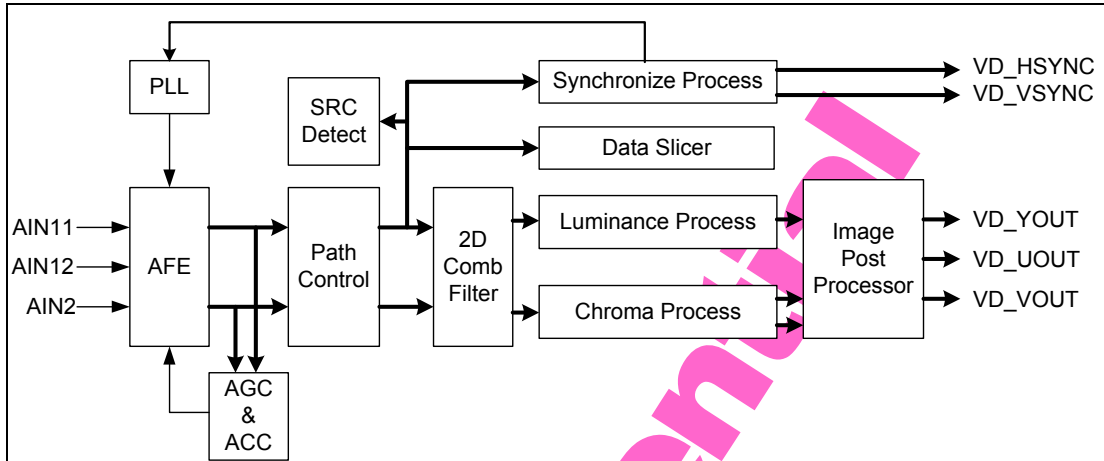 PLL
SRC
Detect
Synchronize Process
VD_HSYNC
VD_VSYNC
Data Slicer
AIN11
AIN12
AIN2
AFE
Path
Control
2D
Comb
Filter
Luminance Process
Chroma Process
Image
Post
Processor
VD_YOUT
VD_UOUT
VD_VOUT
AGC
&
ACC